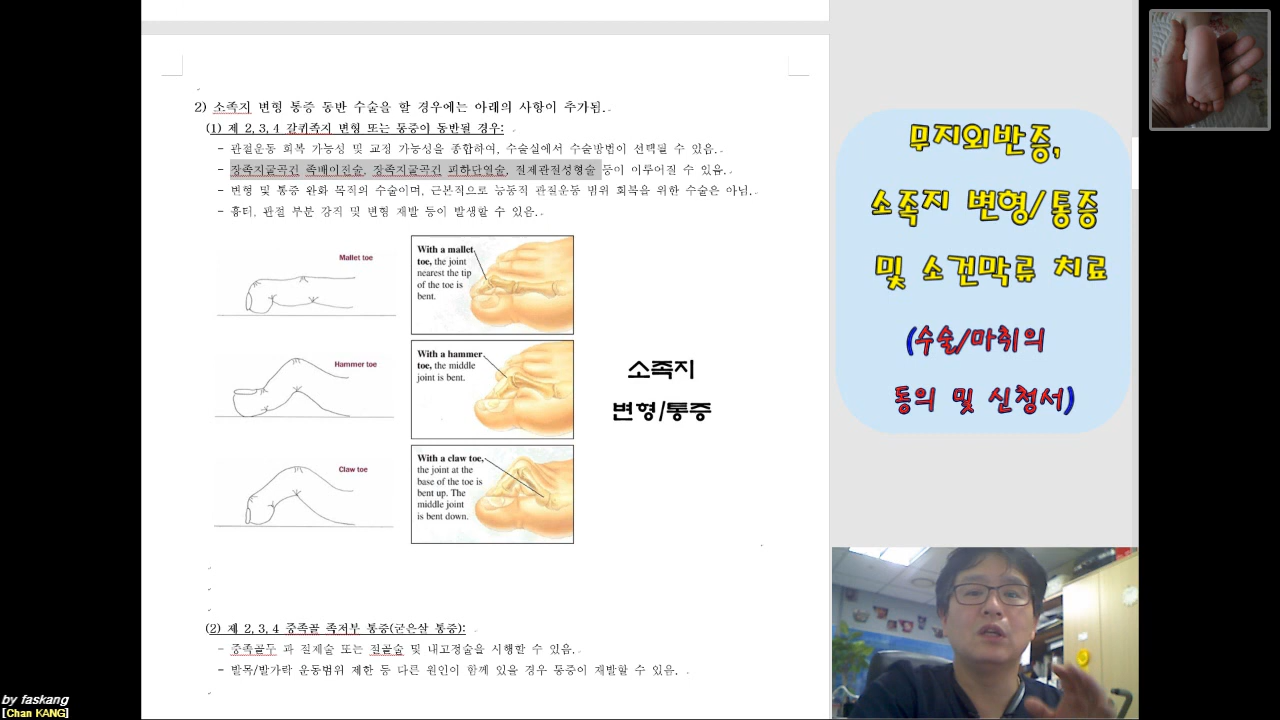 2) 소족지 변형 통증 동반 수술을 할 경우에는 아래의 사항이 추가됨.
(1) 제 2, 3, 4 갈퀴족지 변형 또는 통증이 동반될 경우:
- 관절운동 회복 가능성 및 교정 가능성을 종합하여, 수술실에서 수술방법이 선택될 수 있음.
- 장족지굴곡건 족배이전술, 장족지굴곡건 피하단열술, 절제관절성형술 등이 이루어질 수 있음.
- 변형 및 통증 완화 목적의 수술이며, 근본적으로 능동적 관절운동 범위 회복을 위한 수술은 아님.
- 흉터, 관절 부분 강직 및 변형 재발 등이 발생할 수 있음.
Mallet toe
With a mallet
toe, the joint
nearest the tip
of the toe is
bent.
Hammer toe
With a hammer
toe, the middle
joint is bent.
Claw toe
With a claw toe,
the joint at the
base of the toe is
bent up. The
middle joint
is bent down.
소족지
변형/통증
(2) 제 2, 3, 4 중족골 족저부 통증(굳은살 통증):
- 중족골두 과 절제술 또는 절골술 및 내고정술을 시행할 수 있음.
- 발목/발가락 운동범위 제한 등 다른 원인이 함께 있을 경우 통증이 재발할 수 있음.
무지외반증,
소족지 변형/통증
및 소건막류 치료
(수술/마취의
동의 및 신청서)
by faskang
[Chan KANG]